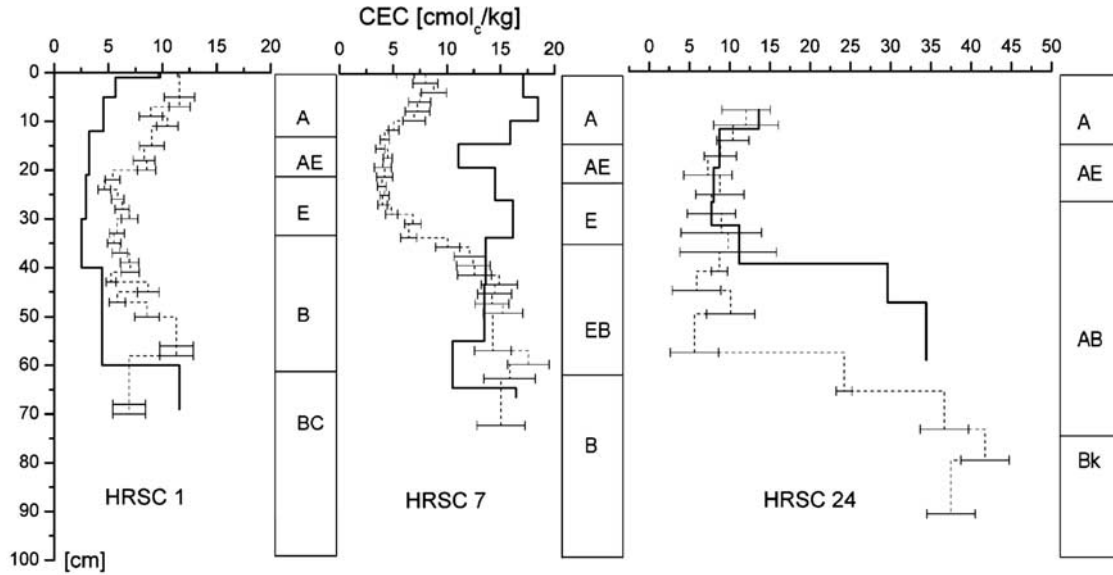 CEC [cmolc/kg]
0 5 10 15 20
0 5 10 15 20
0 5 10 15 20 25 30 35 40 45 50
0
10
20
30
40
50
60
70
80
90
100
[cm]
A
AE
E
B
BC
HRSC 1
A
AE
E
EB
B
HRSC 7
A
AE
AB
Bk
HRSC 24